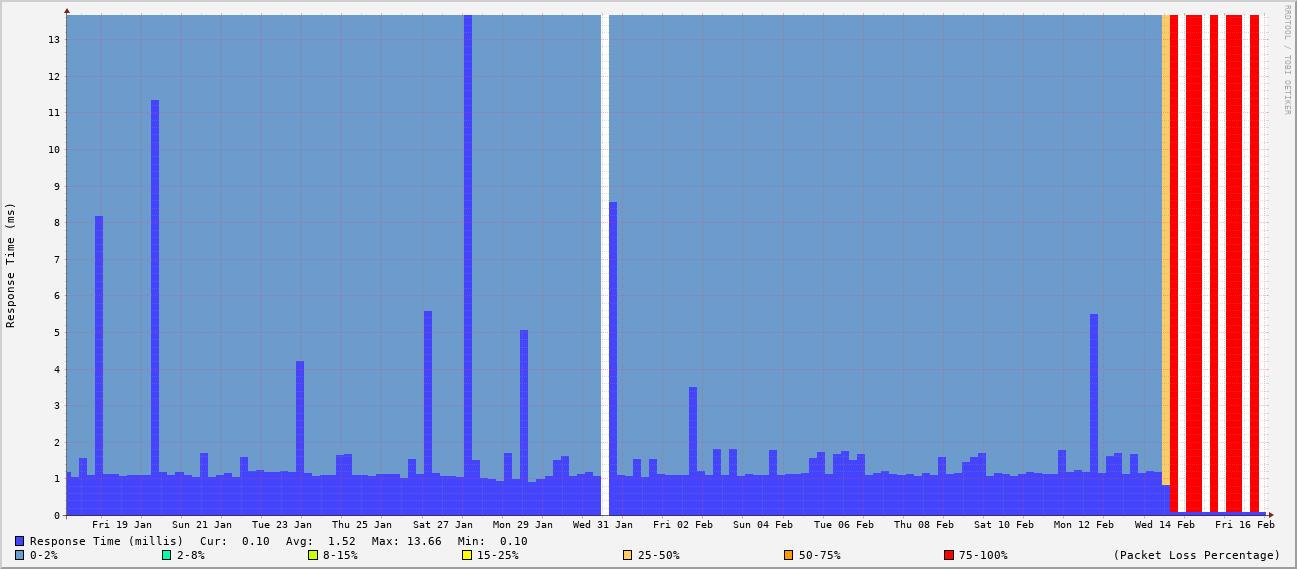 RRDTOOL / TOBI OETIKER
Response Time (ms)
13
12
11
10
9
8
7
6
5
4
3
2
1
0
Fri 19 Jan Sun 21 Jan Tue 23 Jan Thu 25 Jan Sat 27 Jan Mon 29 Jan Wed 31 Jan Fri 02 Feb Sun 04 Feb Tue 06 Feb Thu 08 Feb Sat 10 Feb Mon 12 Feb Wed 14 Feb Fri 16 Feb
Response Time (millis) Cur: 0.10 Avg: 1.52 Max: 13.66 Min: 0.10
0-2% 2-8% 8-15% 15-25% 25-50% 50-75% 75-100% (Packet Loss Percentage)